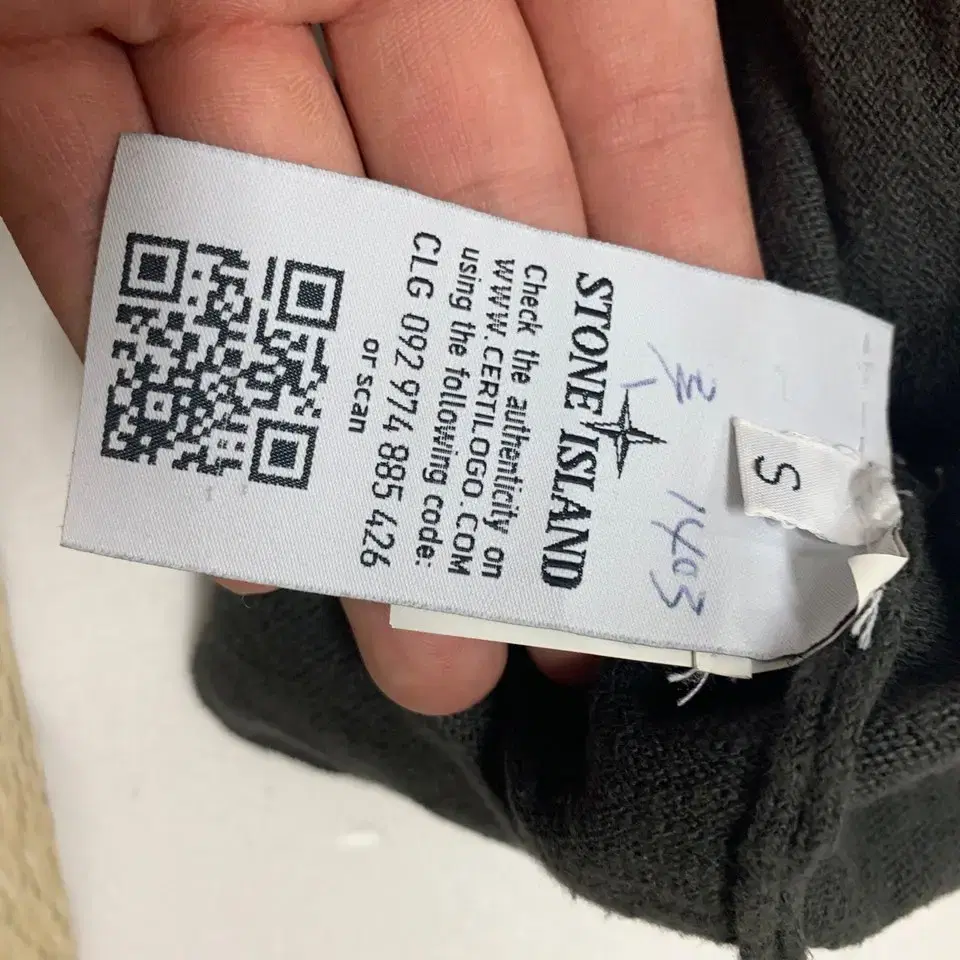 S
1403
STONE ISLAND
Check the authenticity on
WWW.CERTILOGO.COM
using the following code:
CLG 092 974 885 426
or scan